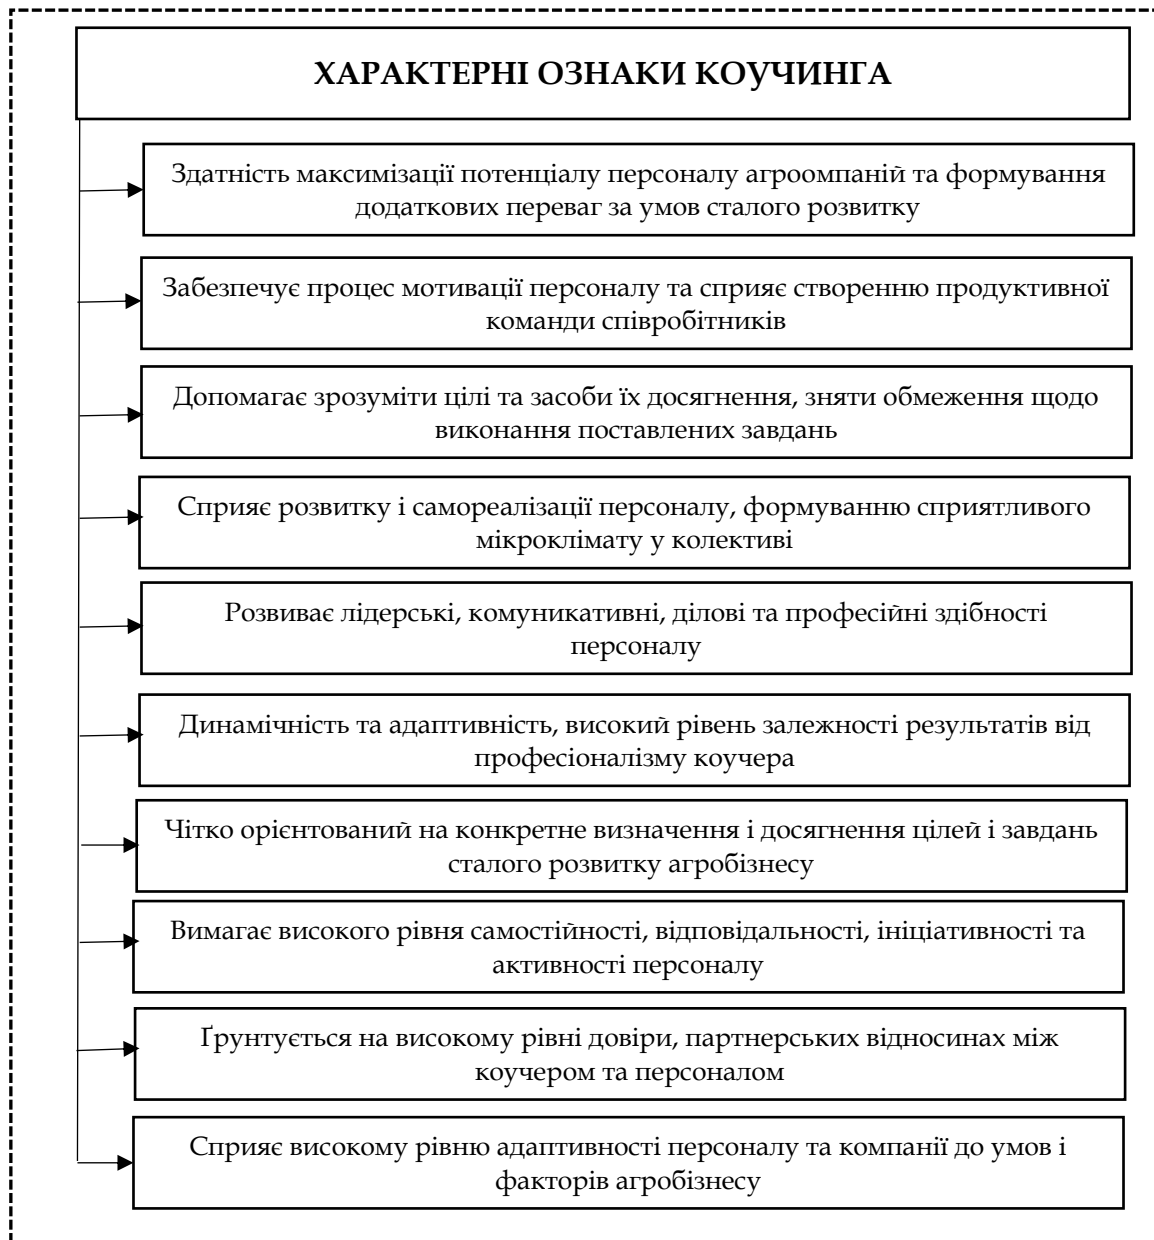 ХАРАКТЕРНІ ОЗНАКИ КОУЧИНГА
Здатність максимізації потенціалу персоналу агроомпаній та формування
додаткових переваг за умов сталого розвитку
Забезпечує процес мотивації персоналу та сприяє створенню продуктивної
команди співробітників
Допомагає зрозуміти цілі та засоби їх досягнення, зняти обмеження щодо
виконання поставлених завдань
Сприяє розвитку і самореалізації персоналу, формуванню сприятливого
мікроклімату у колективі
Розвиває лідерські, комуникативні, ділові та професійні здібності
персоналу
Динамічність та адаптивність, високий рівень залежності результатів від
професіоналізму коучера
Чітко орієнтований на конкретне визначення і досягнення цілей і завдань
сталого розвитку агробізнесу
Вимагає високого рівня самостійності, відповідальності, ініціативності та
активності персоналу
Ґрунтується на високому рівні довіри, партнерських відносинах між
коучером та персоналом
Сприяє високому рівню адаптивності персоналу та компанії до умов і
факторів агробізнесу